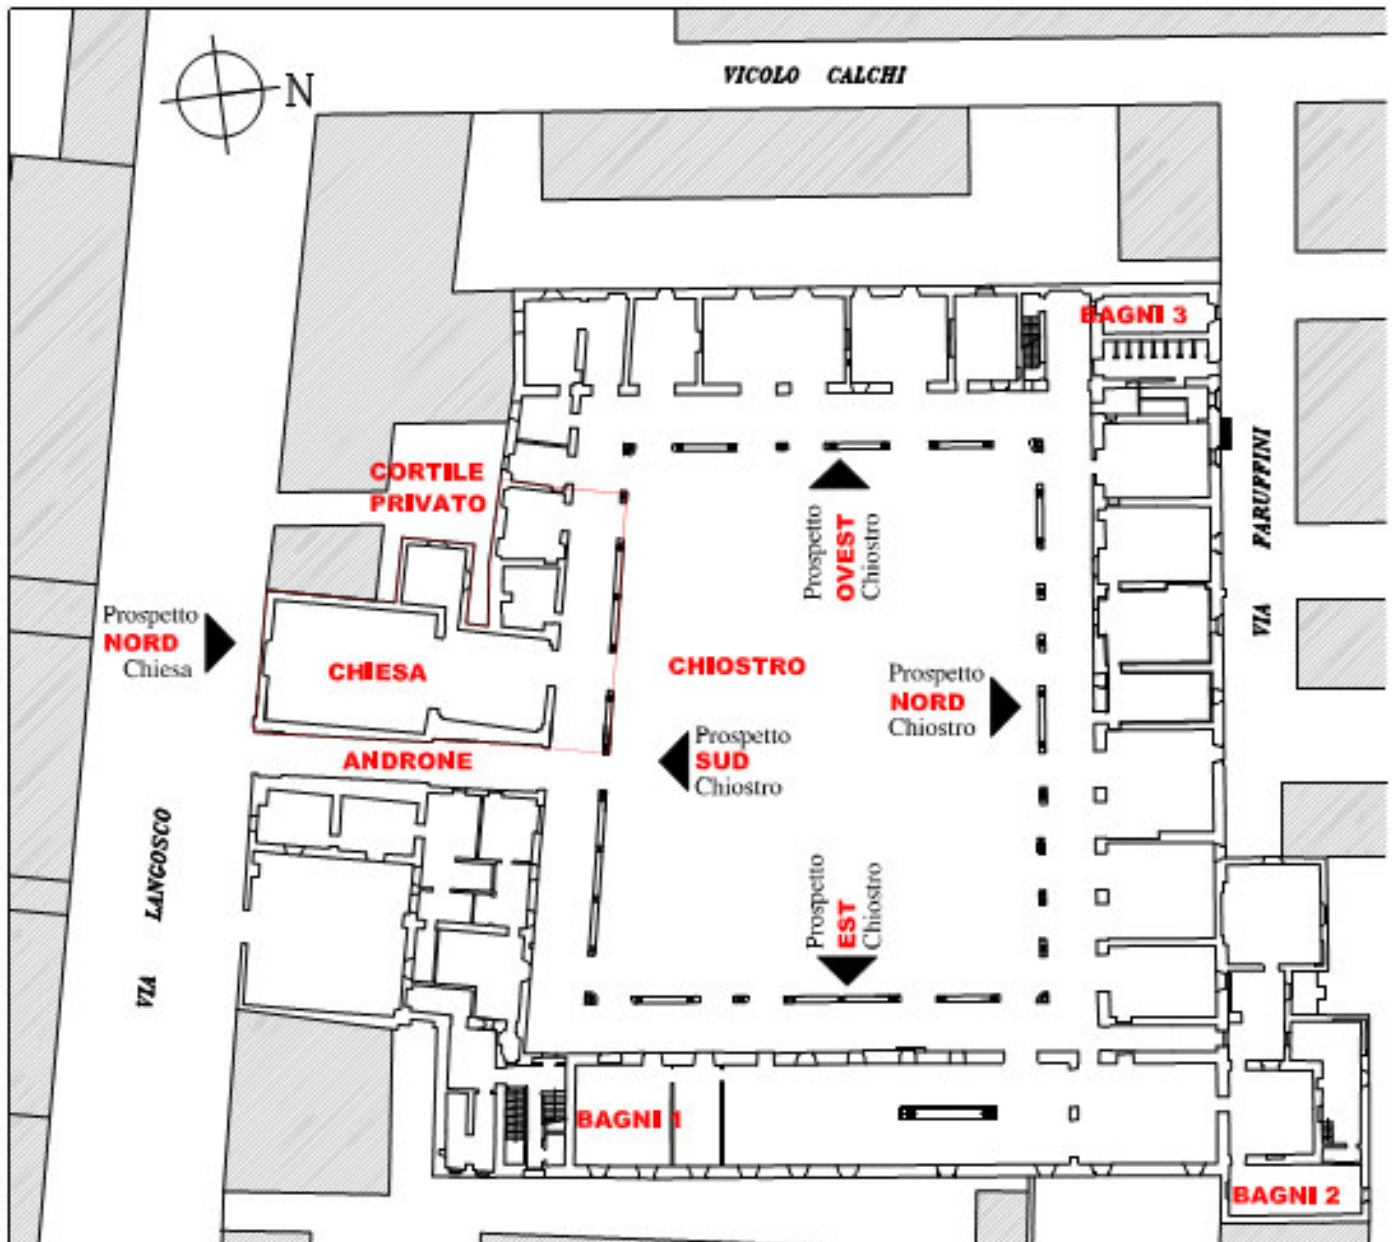 VICOLO CALCHI
N
BAGNI 3
CORTILE
PRIVATO
VIA FARUFFINI
Prospetto
OVEST
Chiostro
Prospetto
NORD
Chiesa
CHIESA
CHIOSTRO
Prospetto
NORD
Chiostro
ANDRONE
Prospetto
SUD
Chiostro
VIA LANGOSCO
Prospetto
EST
Chiostro
BAGNI 1
BAGNI 2